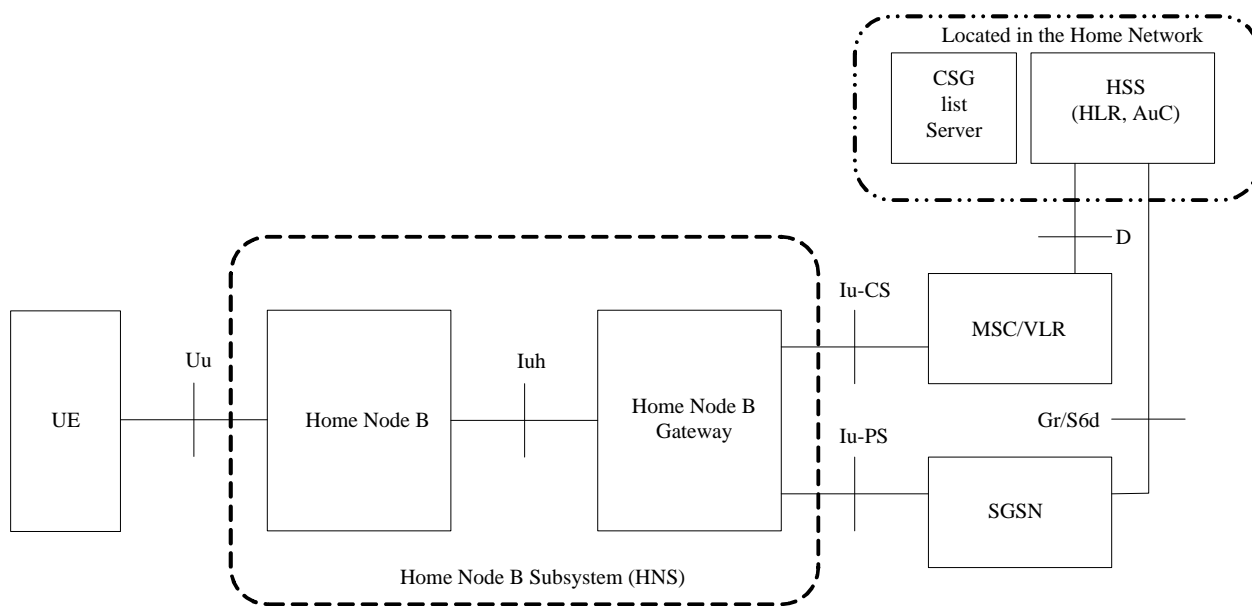 Located in the Home Network
CSG
list
Server
HSS
(HLR, AuC)
D
Iu-CS
MSC/VLR
Uu
Iuh
UE
Home Node B
Home Node B
Gateway
Gr/S6d
Iu-PS
SGSN
Home Node B Subsystem (HNS)